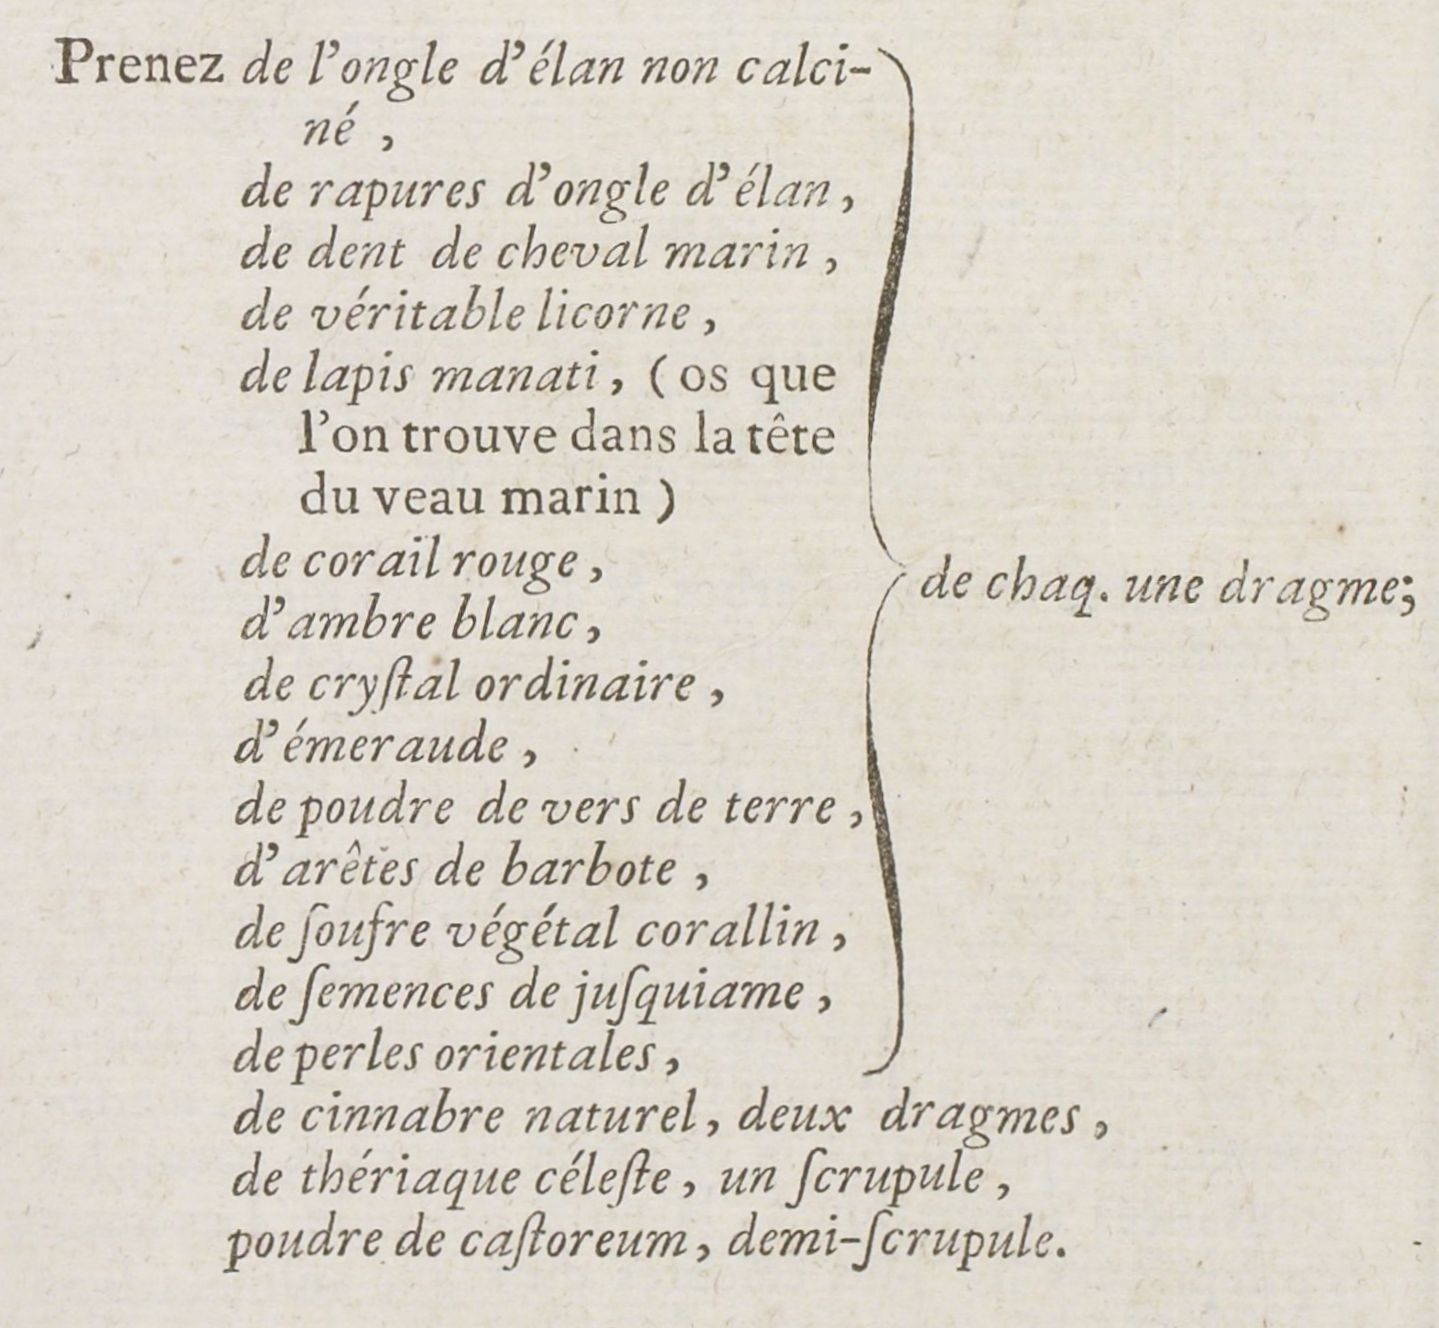 Prenez de l'ongle d'élan non calci-
né ,
de rapures d'ongle d'élan ,
de dent de cheval marin ,
de véritable licorne ,
de lapis manati , ( os que
l'on trouve dans la tête
du veau marin )
de corail rouge ,
de chaq. une dragme;
d'ambre blanc ,
de cryſtal ordinaire ,
d'émeraude ,
de poudre de vers de terre ,
d'arêtes de barbote ,
de ſoufre végétal corallin ,
de ſemences de juſquiame ,
de perles orientales ,
de cinnabre naturel , deux dragmes ,
de thériaque céleſte , un ſcrupule ,
poudre de caſtoreum , demi-ſcrupule.